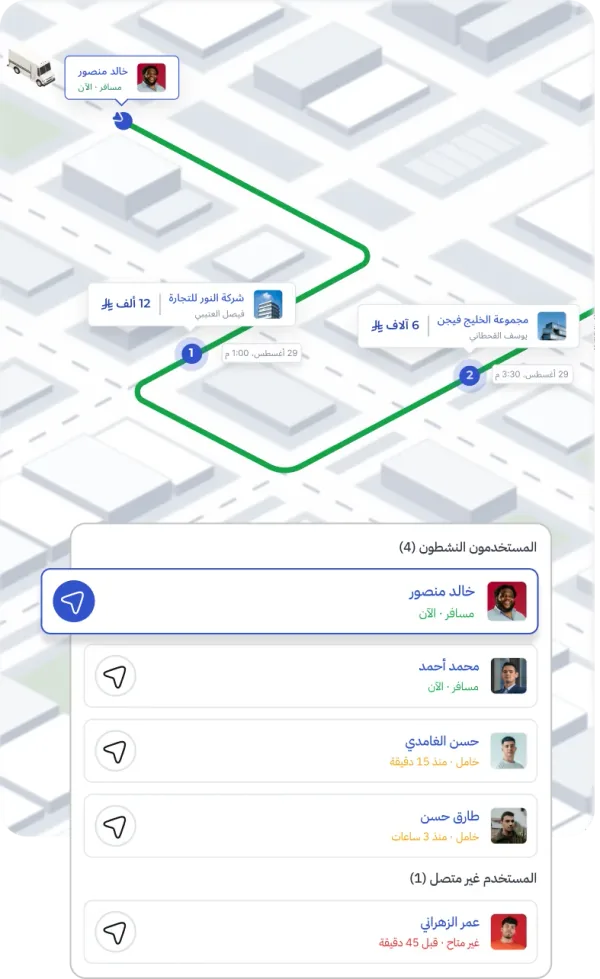 خالد منصور
مسافر · الآن
شركة النور للتجارة
فيصل العتيبي
12 ألف
1
29 أغسطس، 1:00 م
مجموعة الخليج فيجن
يوسف القحطاني
6 آلاف
2
29 أغسطس، 3:30 م
المستخدمون النشطون (4)
خالد منصور
مسافر · الآن
محمد أحمد
مسافر · الآن
حسن الغامدي
خامل · منذ 15 دقيقة
طارق حسن
خامل · منذ 3 ساعات
المستخدم غير متصل (1)
عمر الزهراني
غير متاح · قبل 45 دقيقة